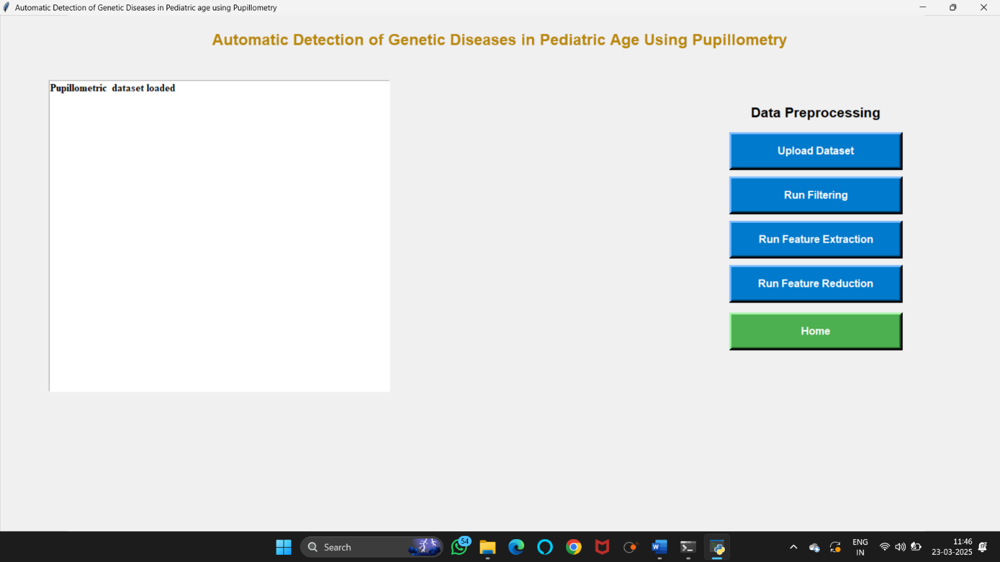 Automatic Detection of Genetic Diseases in Pediatric age using Pupillometry
Automatic Detection of Genetic Diseases in Pediatric Age Using Pupillometry
Pupillometric  dataset loaded
Data Preprocessing
Upload Dataset
Run Filtering
Run Feature Extraction
Run Feature Reduction
Home
Search
54
ENG
IN
11:46
23-03-2025